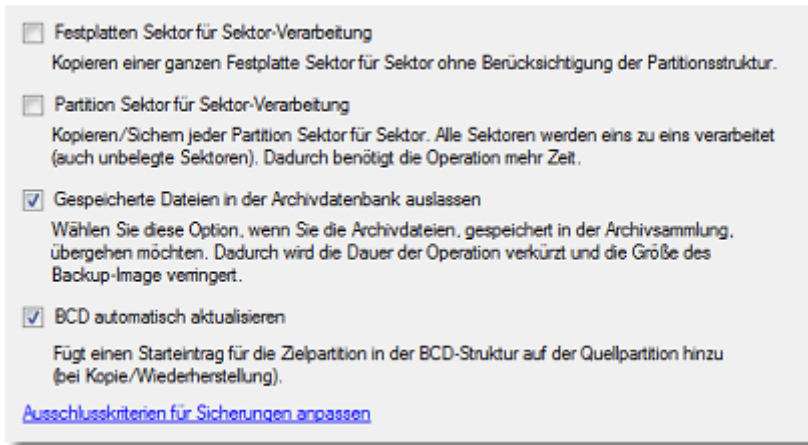 Festplatten Sektor für Sektor-Verarbeitung
Kopieren einer ganzen Festplatte Sektor für Sektor ohne Berücksichtigung der Partitionsstruktur.
Partition Sektor für Sektor-Verarbeitung
Kopieren/Sichern jeder Partition Sektor für Sektor. Alle Sektoren werden eins zu eins verarbeitet
(auch unbelegte Sektoren). Dadurch benötigt die Operation mehr Zeit.
Gespeicherte Dateien in der Archivdatenbank auslassen
Wählen Sie diese Option, wenn Sie die Archivdateien, gespeichert in der Archivsammlung,
übergehen möchten. Dadurch wird die Dauer der Operation verkürzt und die Größe des
Backup-Image verringert.
BCD automatisch aktualisieren
Fügt einen Starteintrag für die Zielpartition in der BCD-Struktur auf der Quellpartition hinzu
(bei Kopie/Wiederherstellung).
Ausschlusskriterien für Sicherungen anpassen